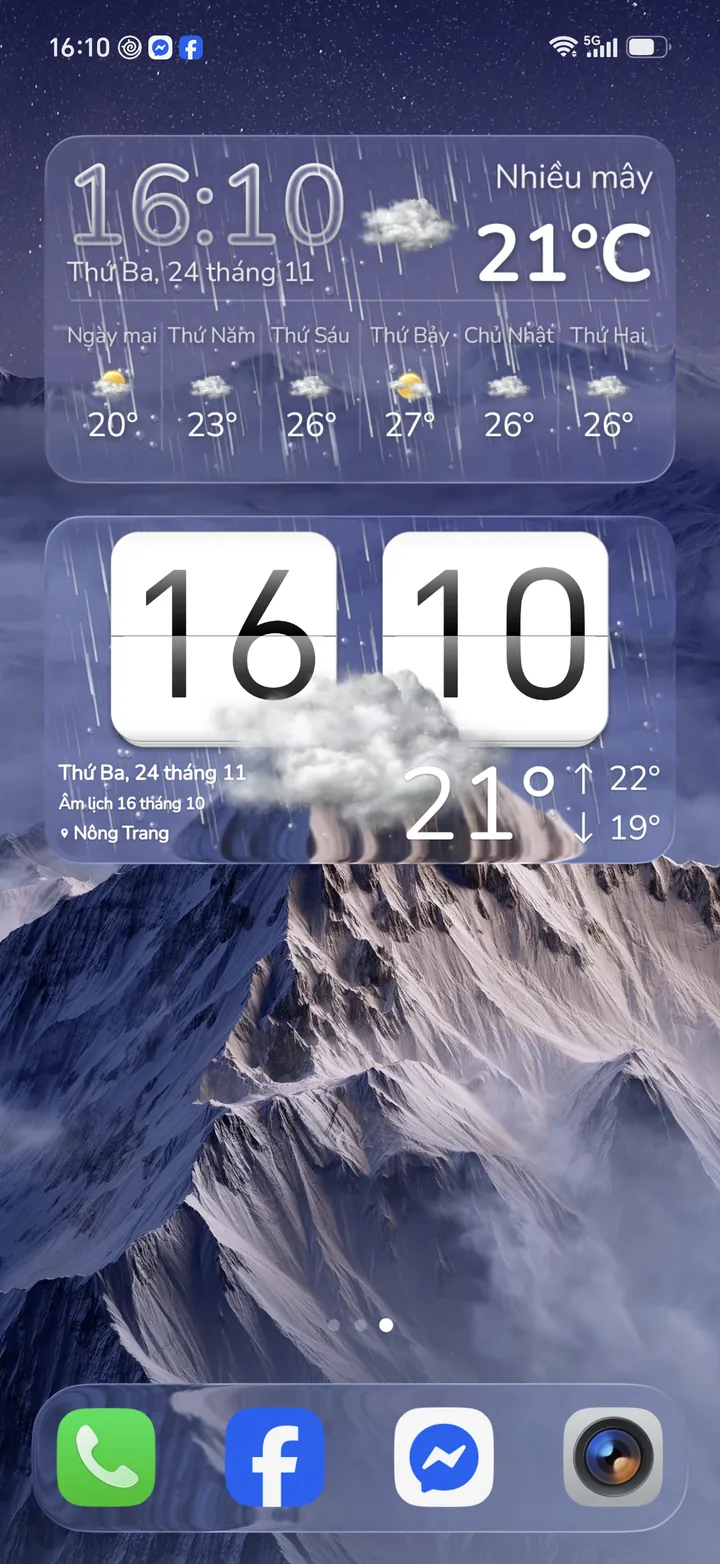 16:10
5G
16:10
Nhiều mây
21°C
Thứ Ba, 24 tháng 11
Ngày mai Thứ Năm Thứ Sáu Thứ Bảy Chủ Nhật Thứ Hai
20° 23° 26° 27° 26° 26°
16 10
Thứ Ba, 24 tháng 11
Âm lịch 16 tháng 10
Nông Trang
21° ↑ 22°
↓ 19°